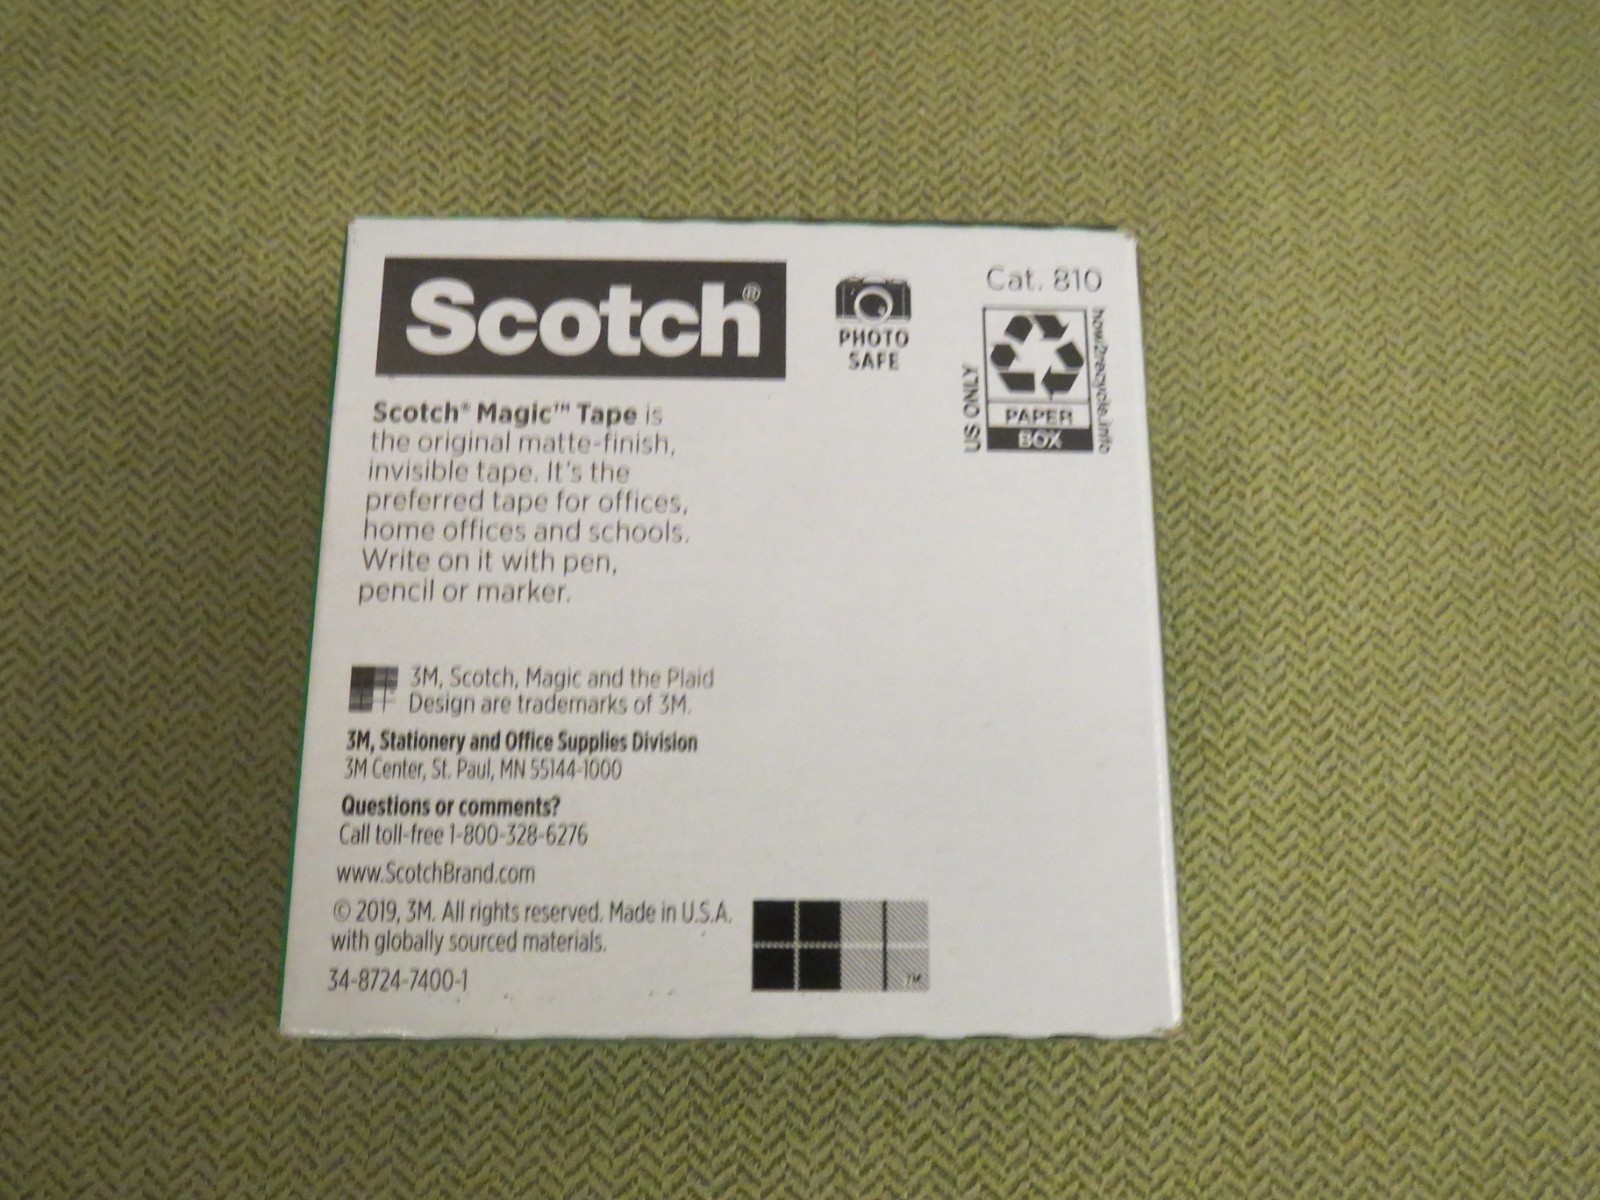 Scotch®
PHOTO
SAFE
Cat. 810
US ONLY
how2recycle.info
PAPER
BOX
Scotch® Magic™ Tape is
the original matte-finish,
invisible tape. It's the
preferred tape for offices,
home offices and schools.
Write on it with pen,
pencil or marker.
3M, Scotch, Magic and the Plaid
Design are trademarks of 3M.
3M, Stationery and Office Supplies Division
3M Center, St. Paul, MN 55144-1000
Questions or comments?
Call toll-free 1-800-328-6276
www.ScotchBrand.com
© 2019, 3M. All rights reserved. Made in U.S.A.
with globally sourced materials.
34-8724-7400-1
™